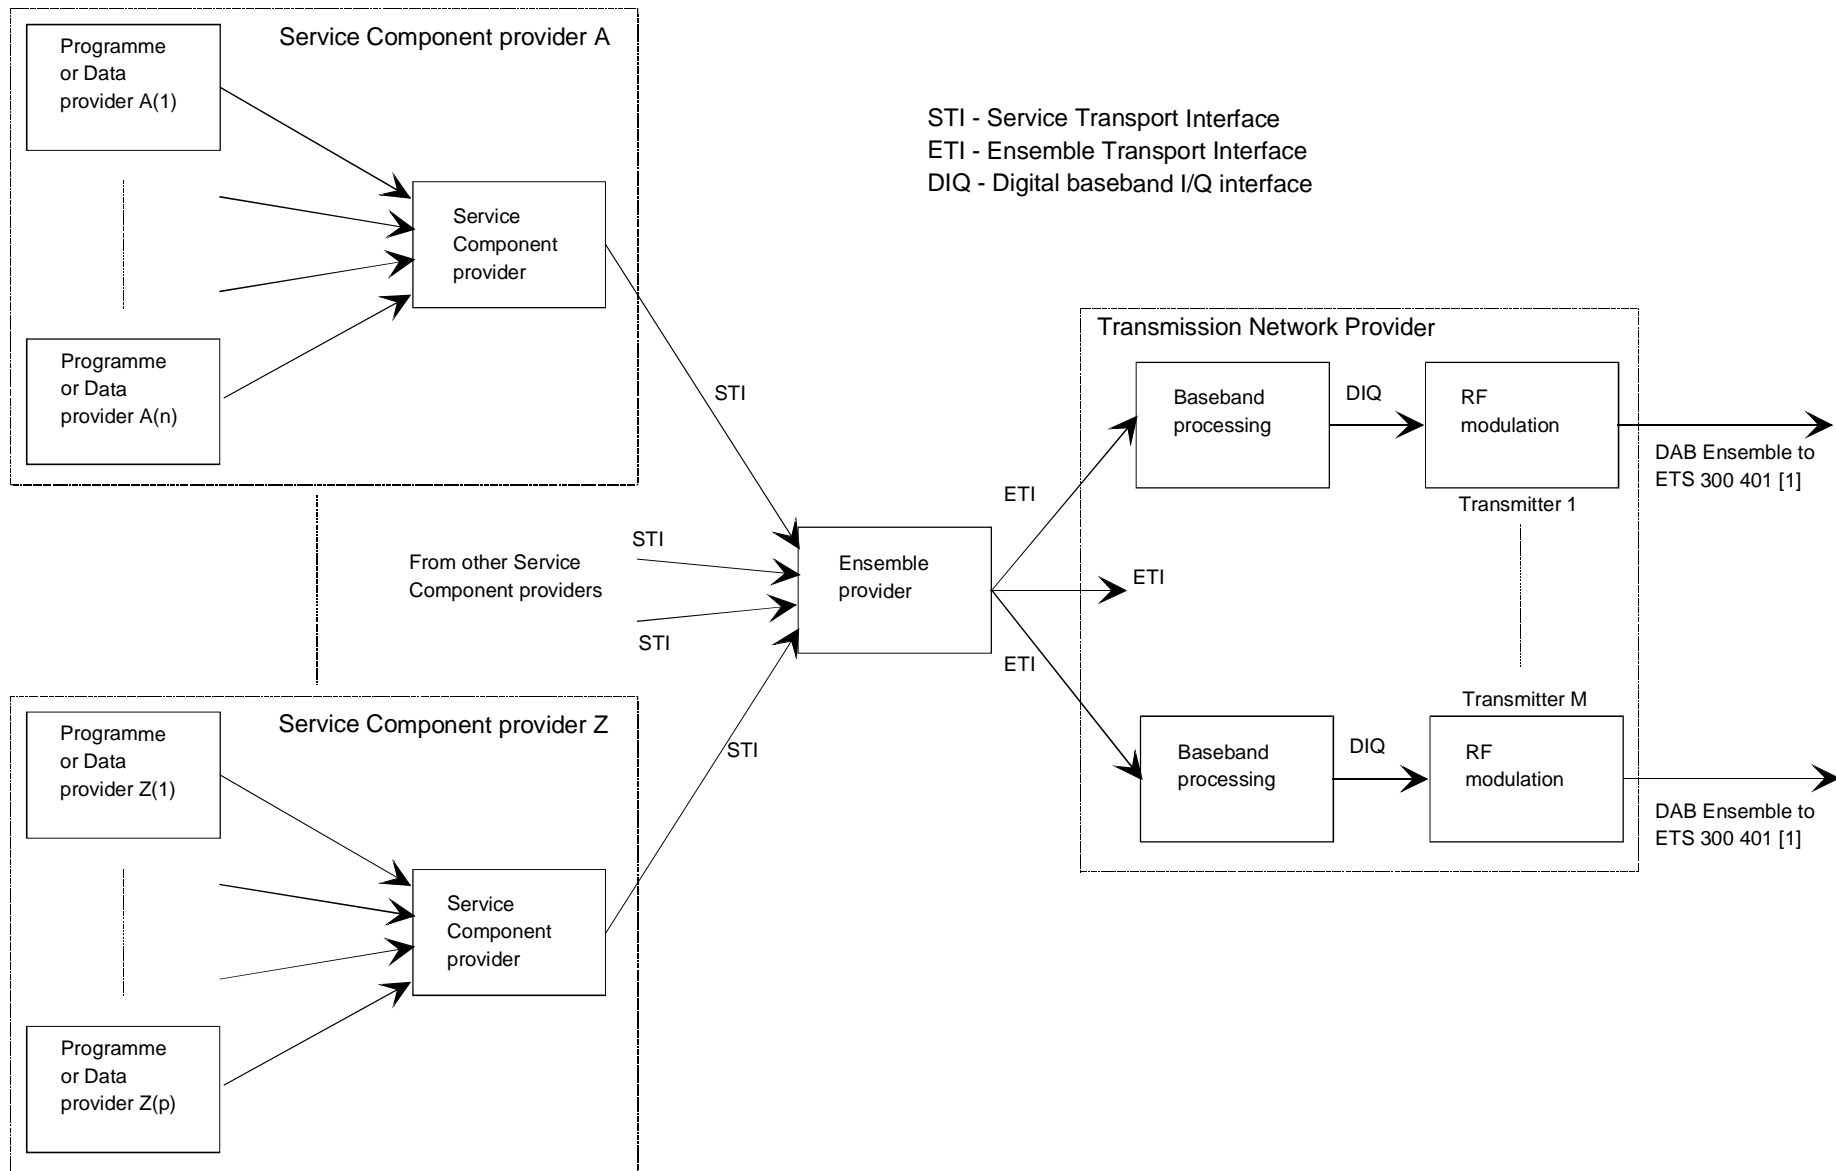 Service Component provider A
Programme
or Data
provider A(1)
STI - Service Transport Interface
ETI - Ensemble Transport Interface
DIQ - Digital baseband I/Q interface
Service
Component
provider
Programme
or Data
provider A(n)
STI
Transmission Network Provider
Baseband
processing
DIQ
RF
modulation
DAB Ensemble to
ETS 300 401 [1]
Transmitter 1
ETI
STI
From other Service
Component providers
STI
Ensemble
provider
ETI
ETI
Transmitter M
Baseband
processing
DIQ
RF
modulation
DAB Ensemble to
ETS 300 401 [1]
Service Component provider Z
Programme
or Data
provider Z(1)
STI
Service
Component
provider
Programme
or Data
provider Z(p)